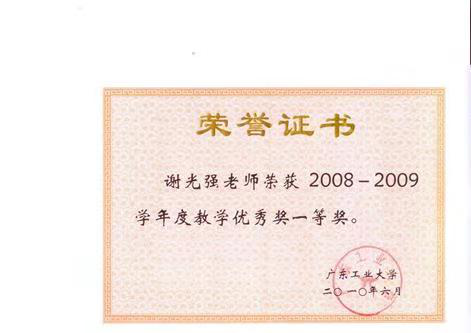 荣誉证书
谢光强老师荣获 2008-2009
学年度教学优秀奖一等奖。
广东工业大学
二〇一〇年六月